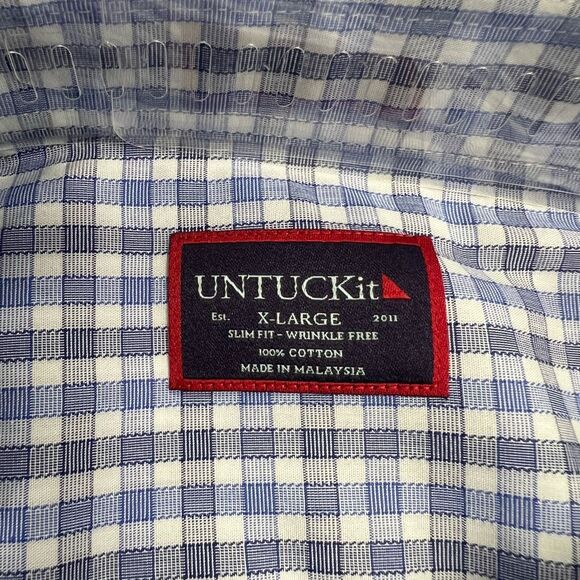 UNTUCKit
Est. X-LARGE 2011
SLIM FIT - WRINKLE FREE
100% COTTON
MADE IN MALAYSIA